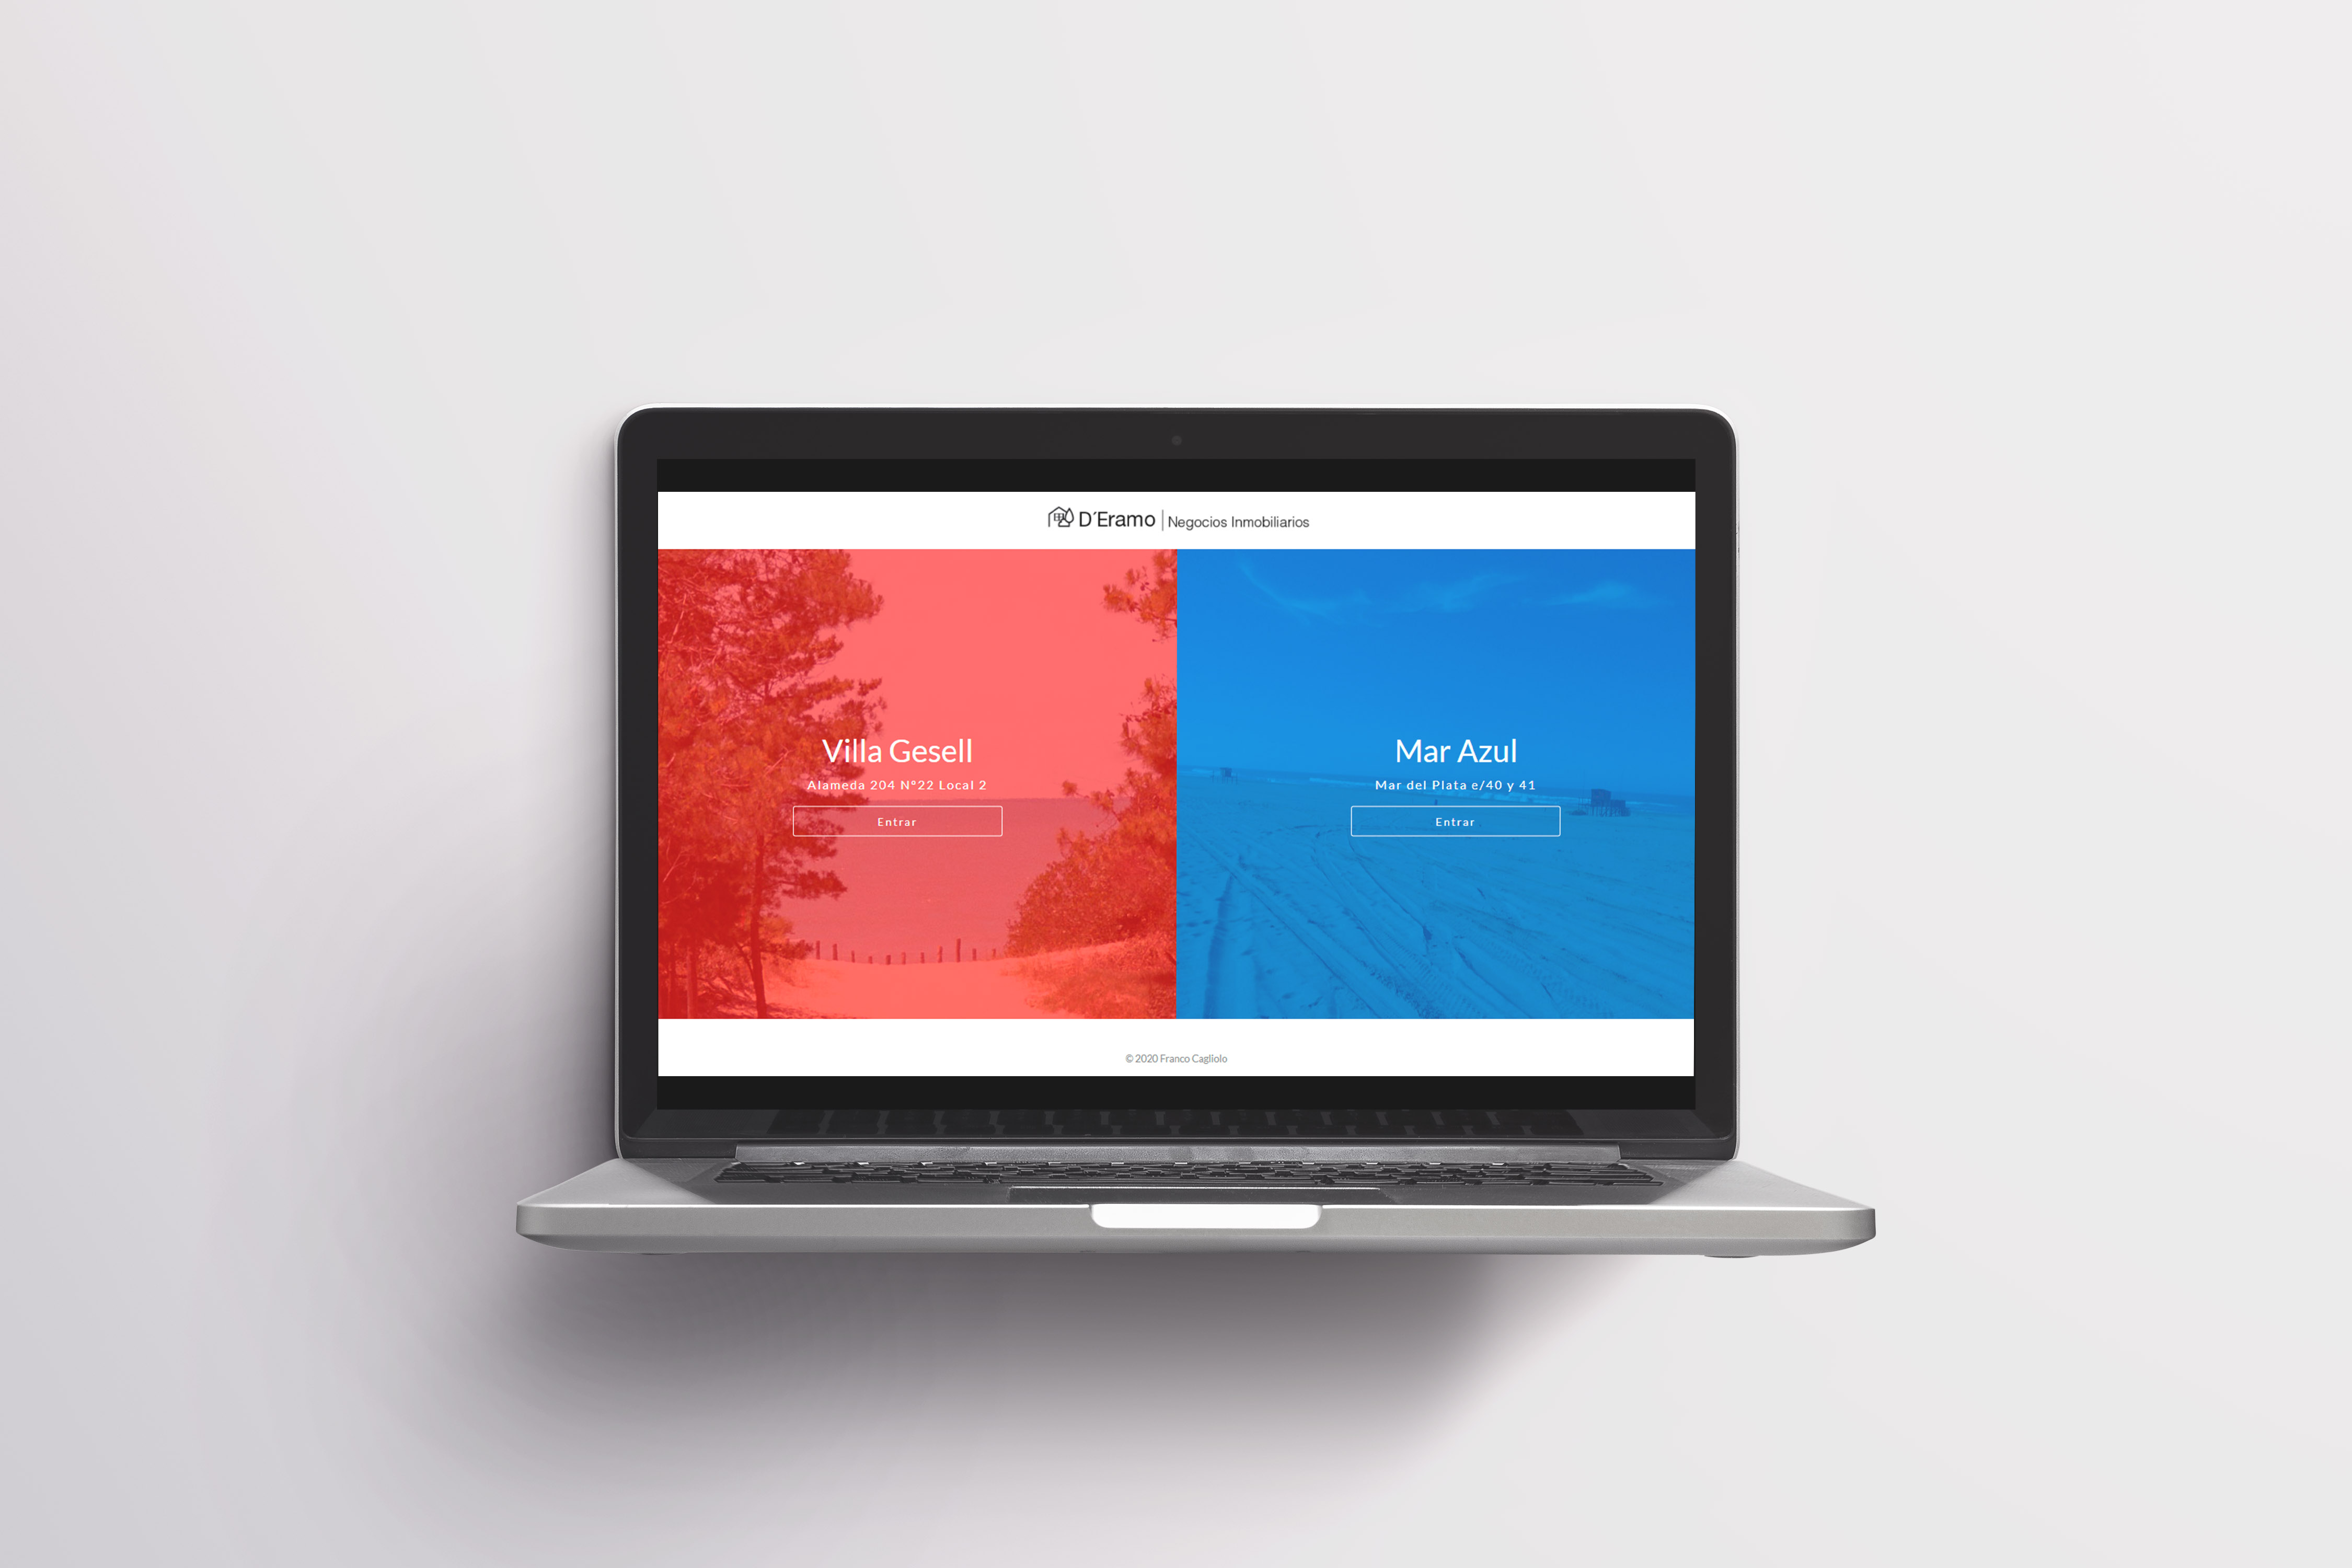 D´Eramo | Negocios Inmobiliarios
Villa Gesell
Alameda 204 N°22 Local 2
Entrar
Mar Azul
Mar del Plata e/40 y 41
Entrar
© 2020 Franco Cagliolo